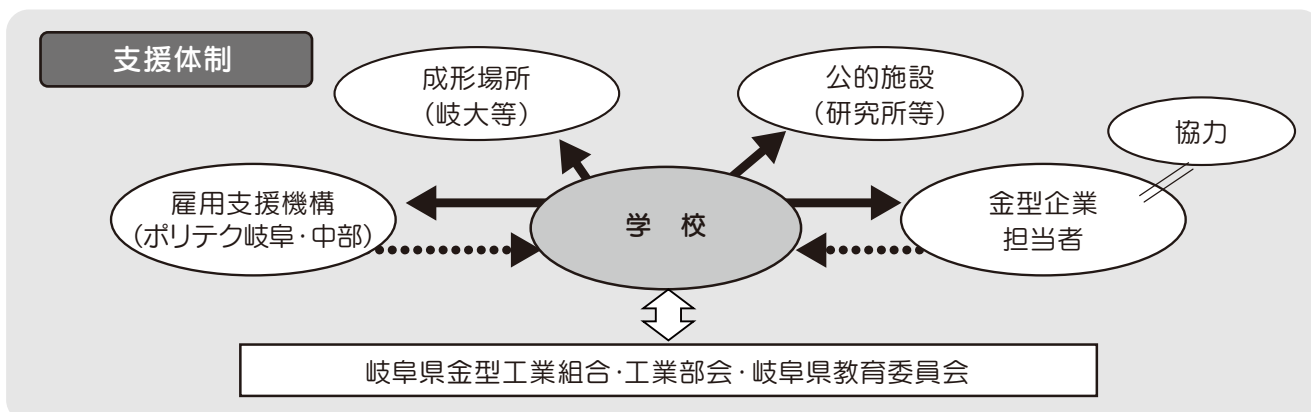 支援体制
成形場所
（岐大等）
公的施設
（研究所等）
協力
雇用支援機構
（ポリテク岐阜・中部）
学 校
金型企業
担当者
岐阜県金型工業組合・工業部会・岐阜県教育委員会